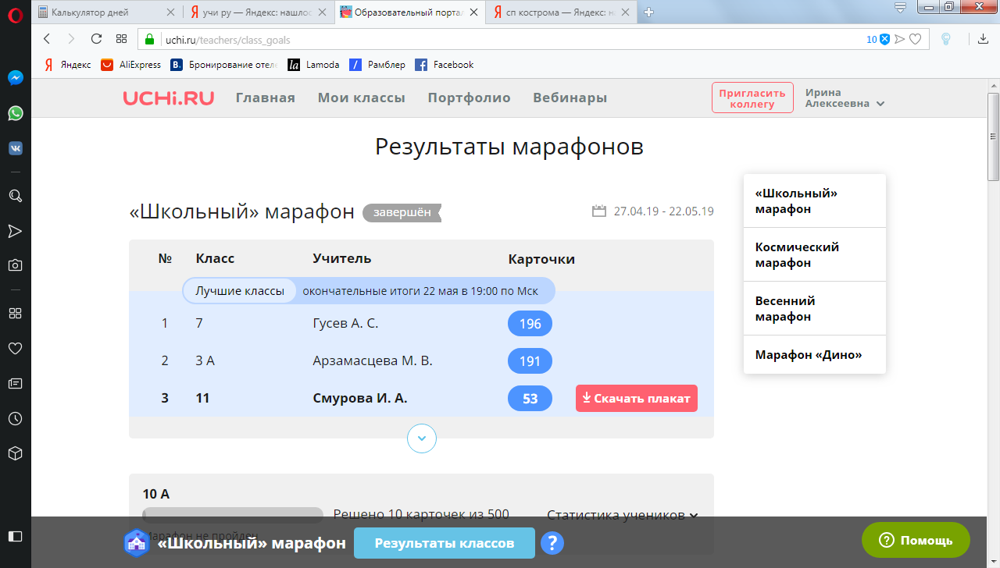 Калькулятор дней
учи ру — Яндекс: нашлос
Образовательный портал
сп кострома — Яндекс: на
uchi.ru/teachers/class_goals
10
Яндекс AliExpress Бронирование отеле Lamoda Рамблер Facebook
UCHi.RU Главная Мои классы Портфолио Вебинары
Пригласить коллегу
Ирина Алексеевна
Результаты марафонов
«Школьный» марафон завершён 27.04.19 - 22.05.19
№ Класс Учитель Карточки
Лучшие классы окончательные итоги 22 мая в 19:00 по Мск
1 7 Гусев А. С. 196
2 3 А Арзамасцева М. В. 191
3 11 Смурова И. А. 53 Скачать плакат
«Школьный» марафон
Космический марафон
Весенний марафон
Марафон «Дино»
10 А
Решено 10 карточек из 500 Статистика учеников
Марафон не пройден
«Школьный» марафон Результаты классов ?
Помощь